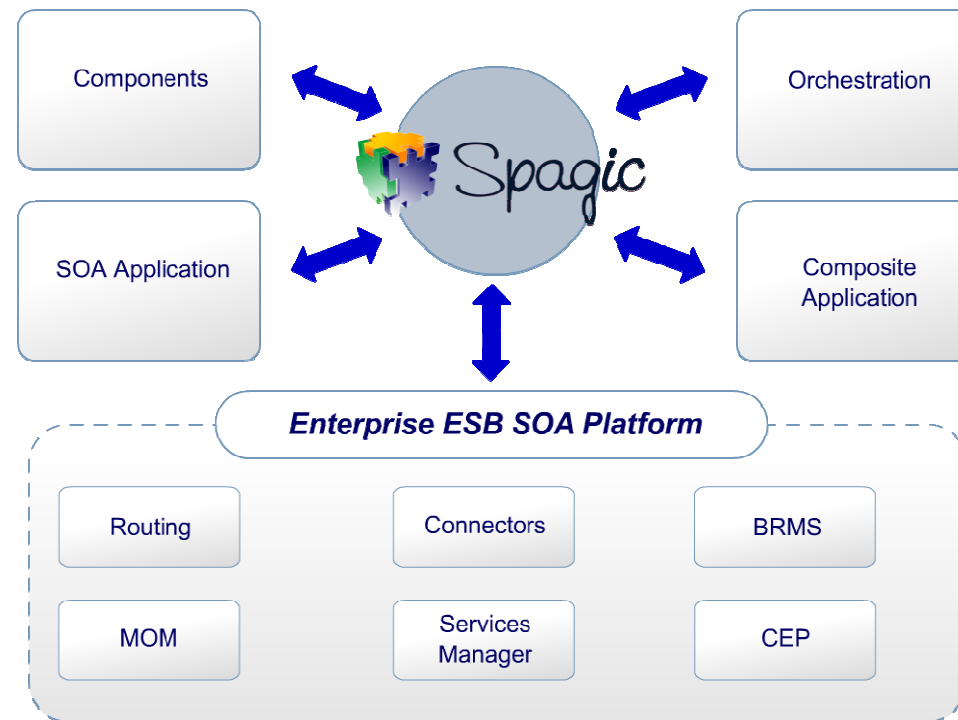 Components
Orchestration
Spagic
SOA Application
Composite
Application
Enterprise ESB SOA Platform
Routing
Connectors
BRMS
MOM
Services
Manager
CEP